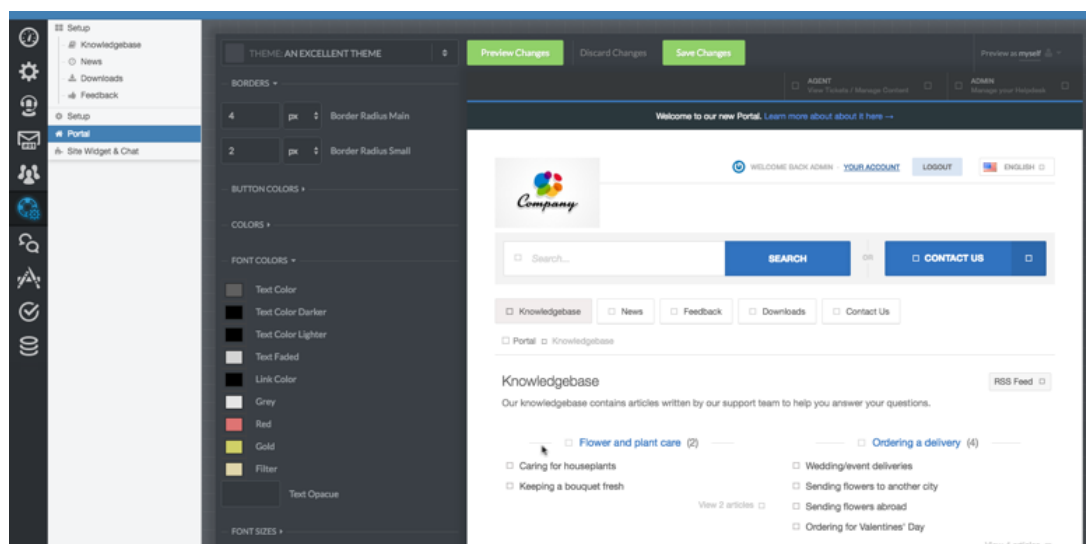 Setup
Knowledgebase
News
Downloads
Feedback
Setup
Portal
Site Widget & Chat
THEME: AN EXCELLENT THEME
BORDERS
4 px Border Radius Main
2 px Border Radius Small
BUTTON COLORS
COLORS
FONT COLORS
Text Color
Text Color Darker
Text Color Lighter
Text Faded
Link Color
Grey
Red
Gold
Filter
Text Opacue
FONT SIZES
Preview Changes Discard Changes Save Changes Preview as myself
AGENT
View Tickets / Manage Content
ADMIN
Manage your Helpdesk
Welcome to our new Portal. Learn more about about it here →
Company
WELCOME BACK ADMIN - YOUR ACCOUNT LOGOUT ENGLISH
Search... SEARCH OR CONTACT US
Knowledgebase News Feedback Downloads Contact Us
Portal Knowledgebase
Knowledgebase RSS Feed
Our knowledgebase contains articles written by our support team to help you answer your questions.
Flower and plant care (2)
Caring for houseplants
Keeping a bouquet fresh
View 2 articles
Ordering a delivery (4)
Wedding/event deliveries
Sending flowers to another city
Sending flowers abroad
Ordering for Valentines' Day